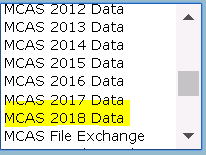 MCAS 2012 Data
MCAS 2013 Data
MCAS 2014 Data
MCAS 2015 Data
MCAS 2016 Data
MCAS 2017 Data
MCAS 2018 Data
MCAS File Exchange